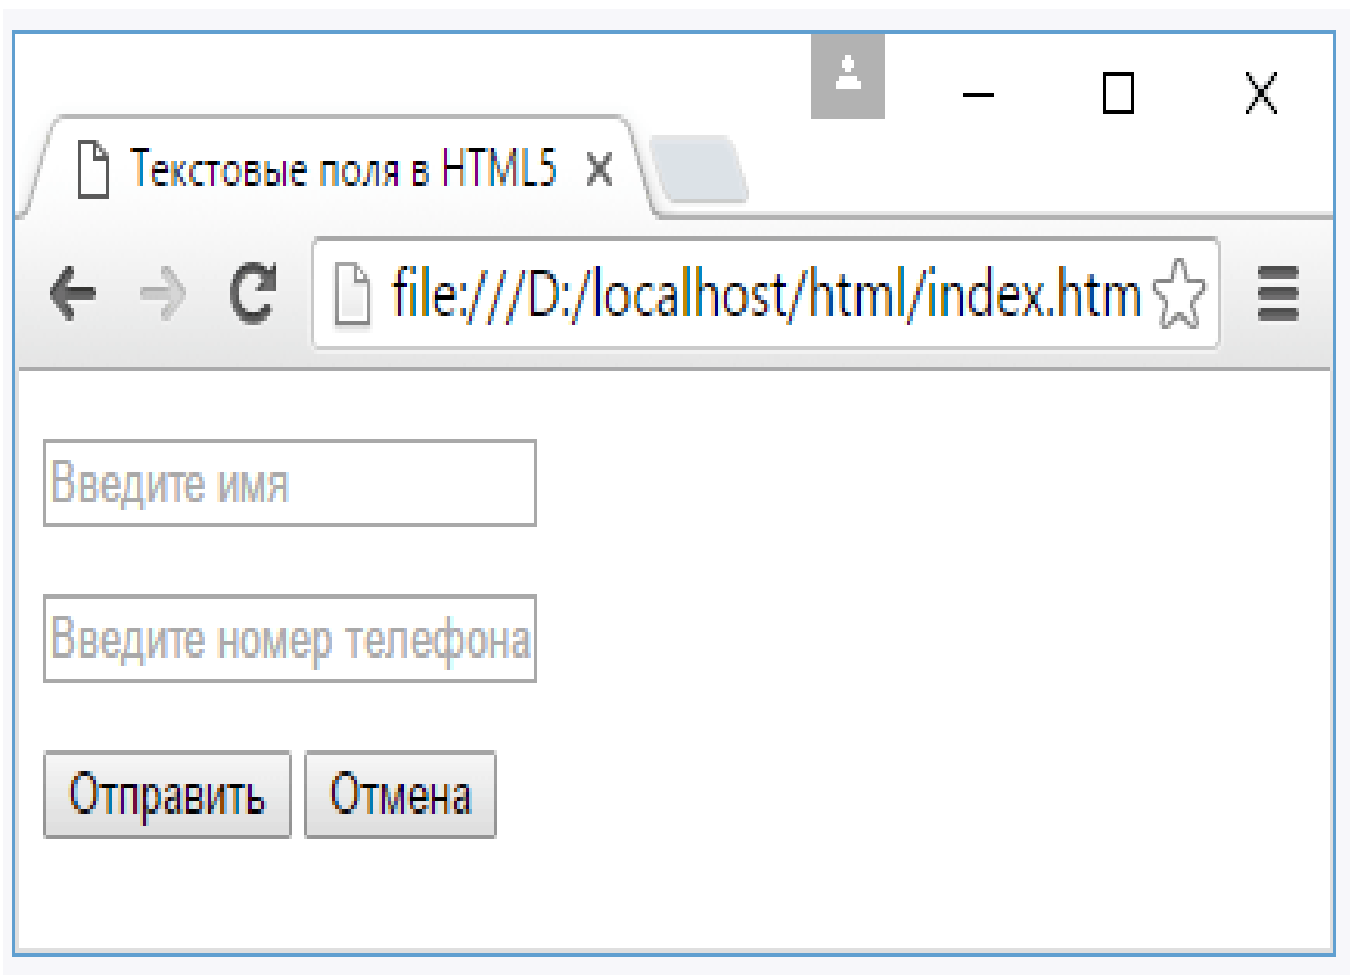 Текстовые поля в HTML5
file:///D:/localhost/html/index.htm
Введите имя
Введите номер телефона
Отправить Отмена